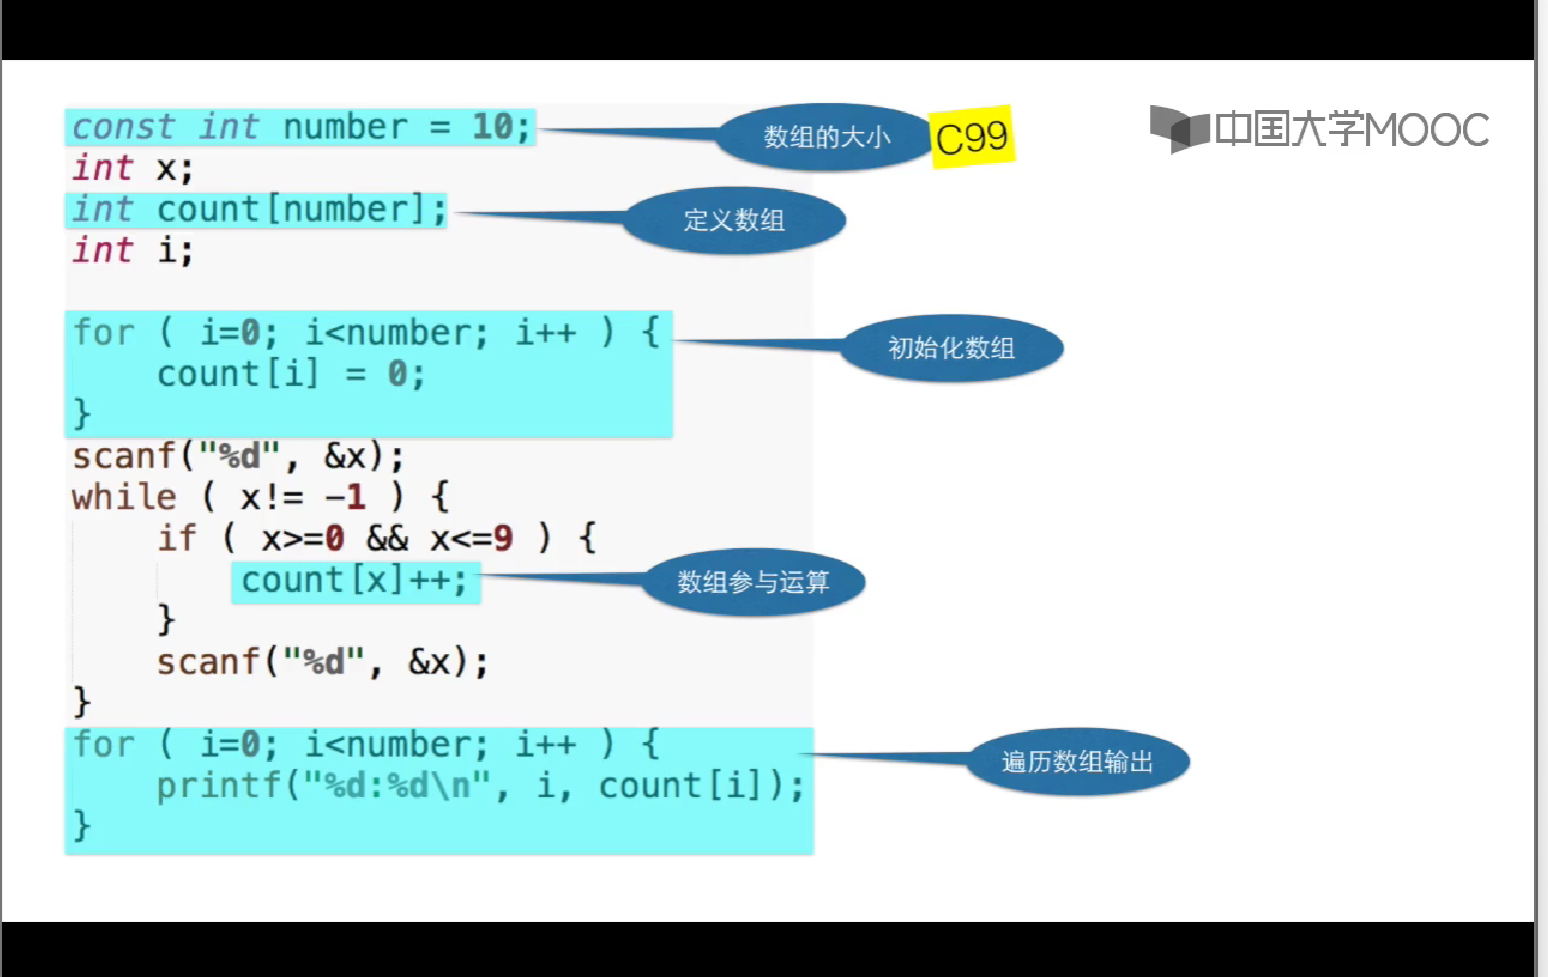 中国大学MOOC
const int number = 10;
数组的大小
C99
int x;
int count[number];
定义数组
int i;
for ( i=0; i<number; i++ ) {
初始化数组
count[i] = 0;
}
scanf("%d", &x);
while ( x!= -1 ) {
if ( x>=0 && x<=9 ) {
count[x]++;
数组参与运算
}
scanf("%d", &x);
}
for ( i=0; i<number; i++ ) {
遍历数组输出
printf("%d:%d\n", i, count[i]);
}